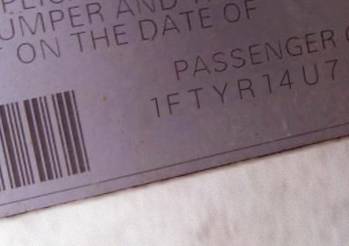 UMPER AND
ON THE DATE OF
PASSENGER
1FTYR14U7